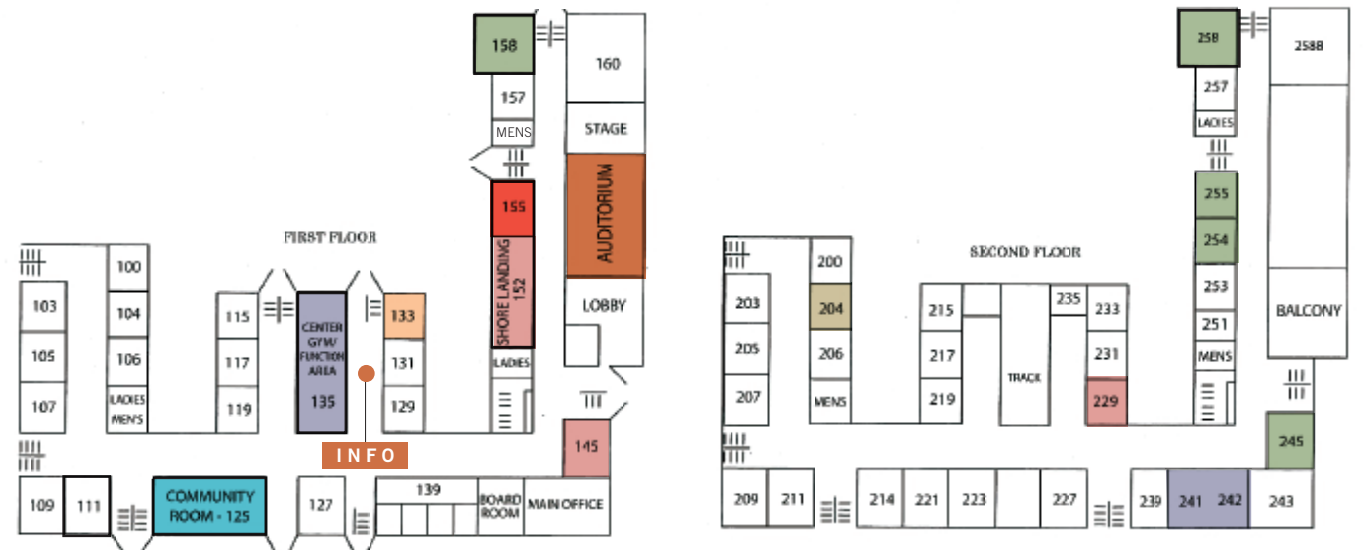 158
160
157
MENS
STAGE
AUDITORIUM
155
FIRST FLOOR
SHORE LANDING
152
100
103
104
115
CENTER
GYM/
FUNCTION
AREA
135
133
LOBBY
105
106
117
131
LADIES
107
LADIES
MEN'S
119
129
INFO
145
109
111
COMMUNITY
ROOM - 125
127
139
BOARD
ROOM
MAIN OFFICE
258
258B
257
LADIES
255
254
SECOND FLOOR
200
203
204
215
235
233
253
251
BALCONY
205
206
217
TRACK
231
MENS
207
MENS
219
229
245
209
211
214
221
223
227
239
241
242
243